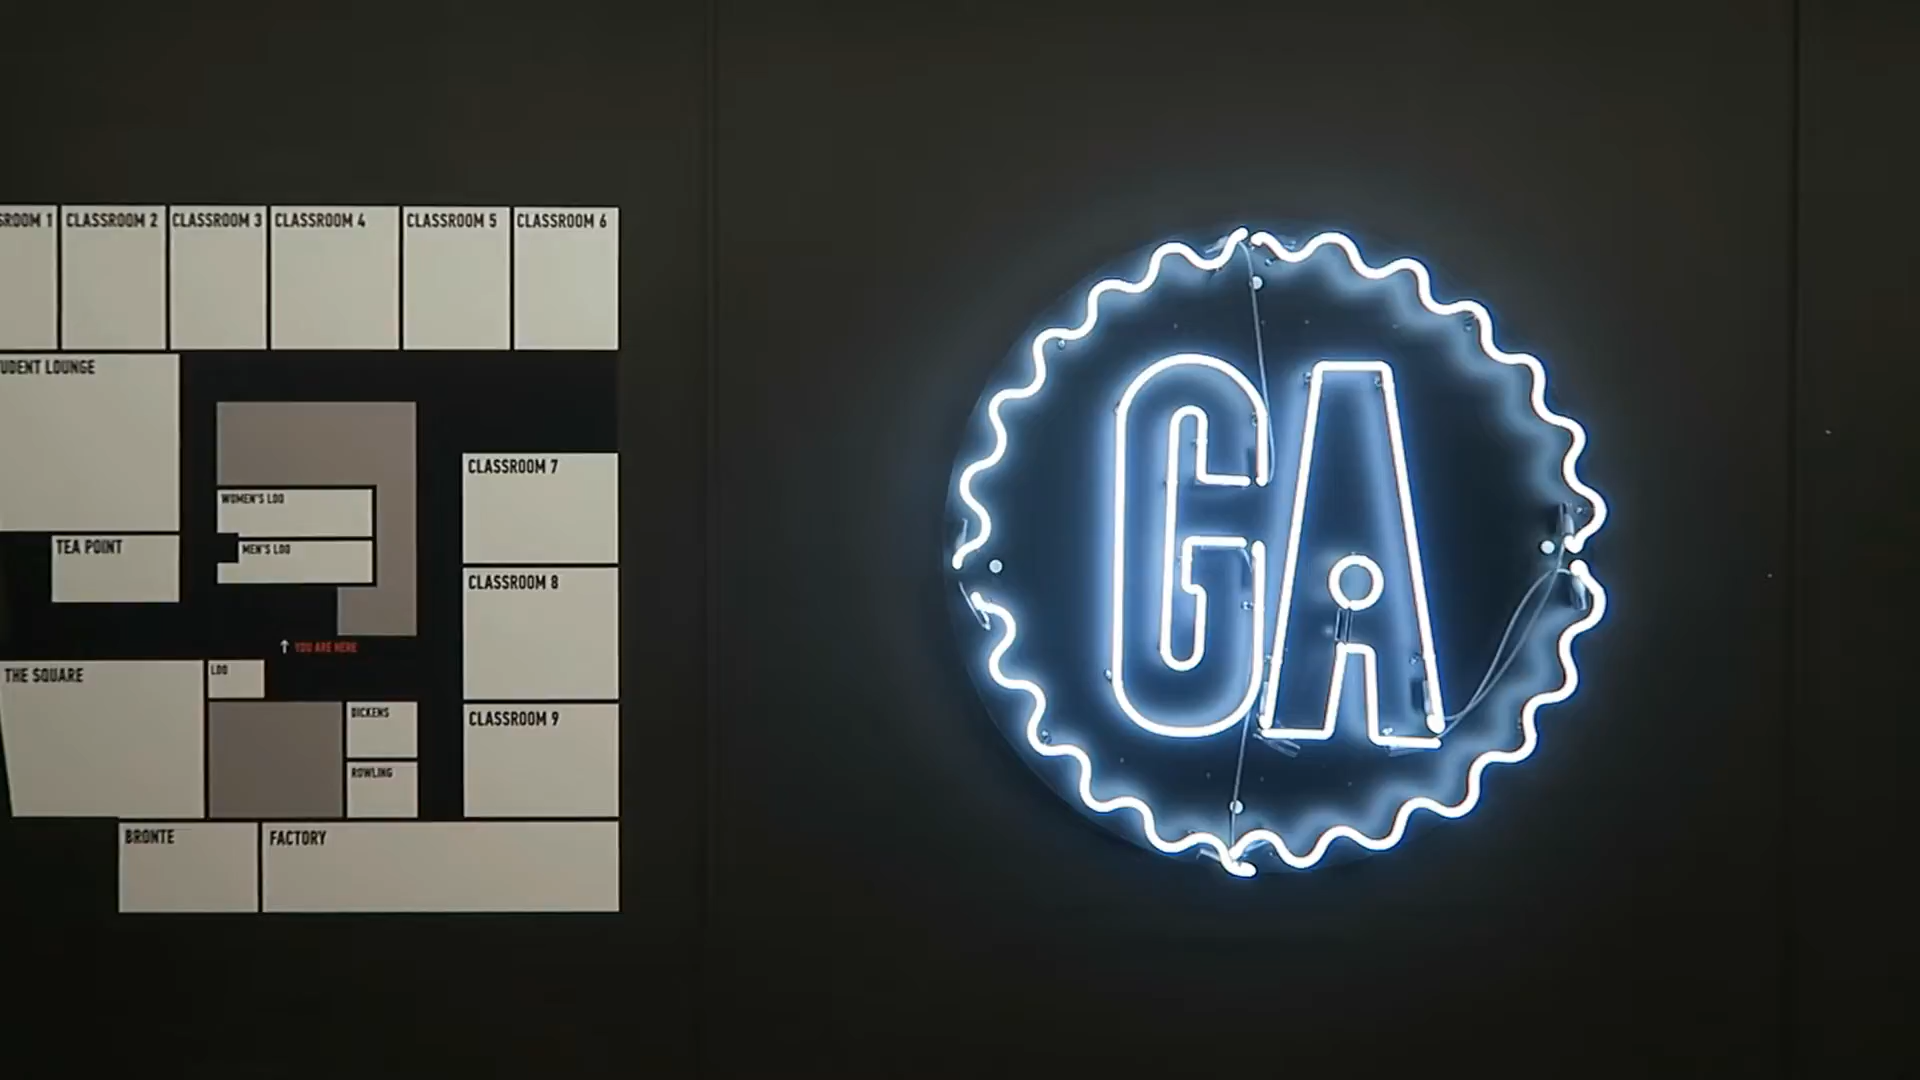 SROOM 1
CLASSROOM 2
CLASSROOM 3
CLASSROOM 4
CLASSROOM 5
CLASSROOM 6
UDENT LOUNGE
CLASSROOM 7
WOMEN'S LOO
MEN'S LOO
TEA POINT
CLASSROOM 8
↑ YOU ARE HERE
THE SQUARE
LOO
DICKENS
CLASSROOM 9
ROWLING
BRONTE
FACTORY
GA